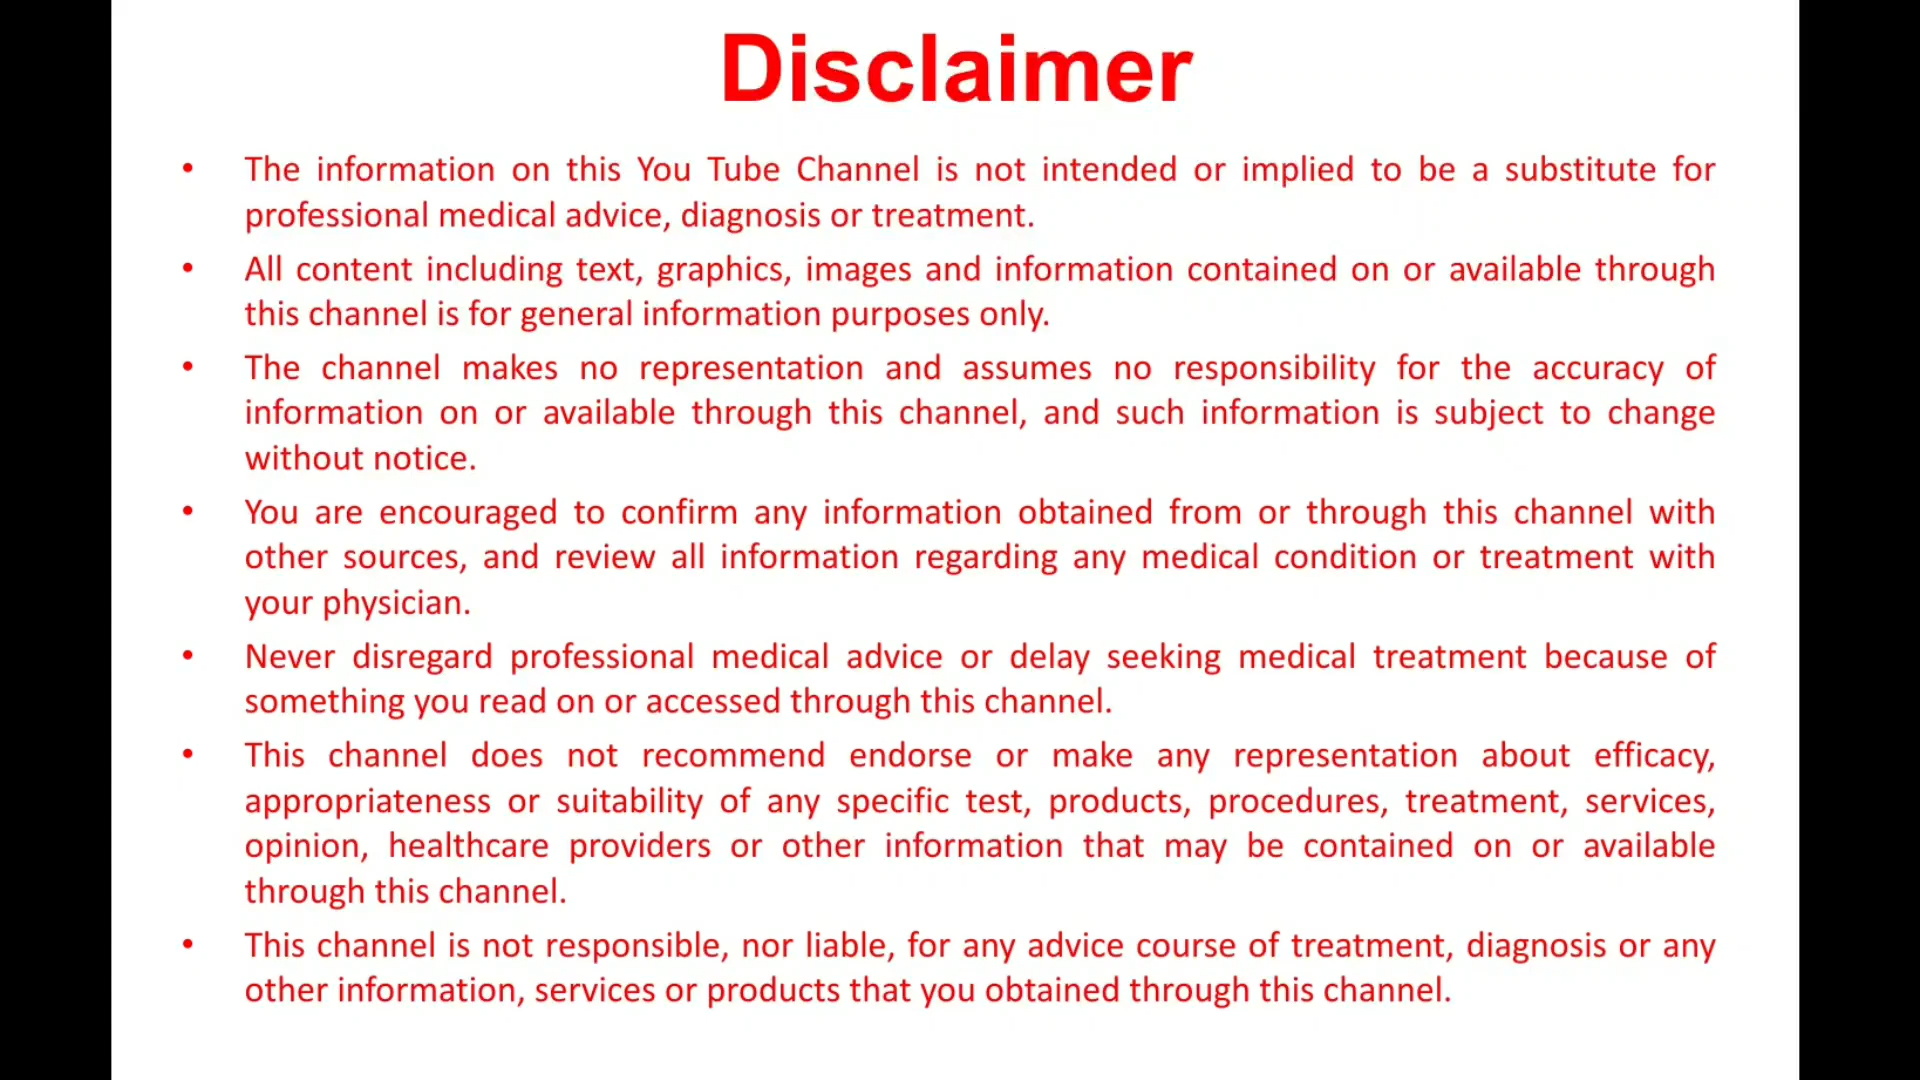 Disclaimer
• The information on this You Tube Channel is not intended or implied to be a substitute for
professional medical advice, diagnosis or treatment.
• All content including text, graphics, images and information contained on or available through
this channel is for general information purposes only.
• The channel makes no representation and assumes no responsibility for the accuracy of
information on or available through this channel, and such information is subject to change
without notice.
• You are encouraged to confirm any information obtained from or through this channel with
other sources, and review all information regarding any medical condition or treatment with
your physician.
• Never disregard professional medical advice or delay seeking medical treatment because of
something you read on or accessed through this channel.
• This channel does not recommend endorse or make any representation about efficacy,
appropriateness or suitability of any specific test, products, procedures, treatment, services,
opinion, healthcare providers or other information that may be contained on or available
through this channel.
• This channel is not responsible, nor liable, for any advice course of treatment, diagnosis or any
other information, services or products that you obtained through this channel.